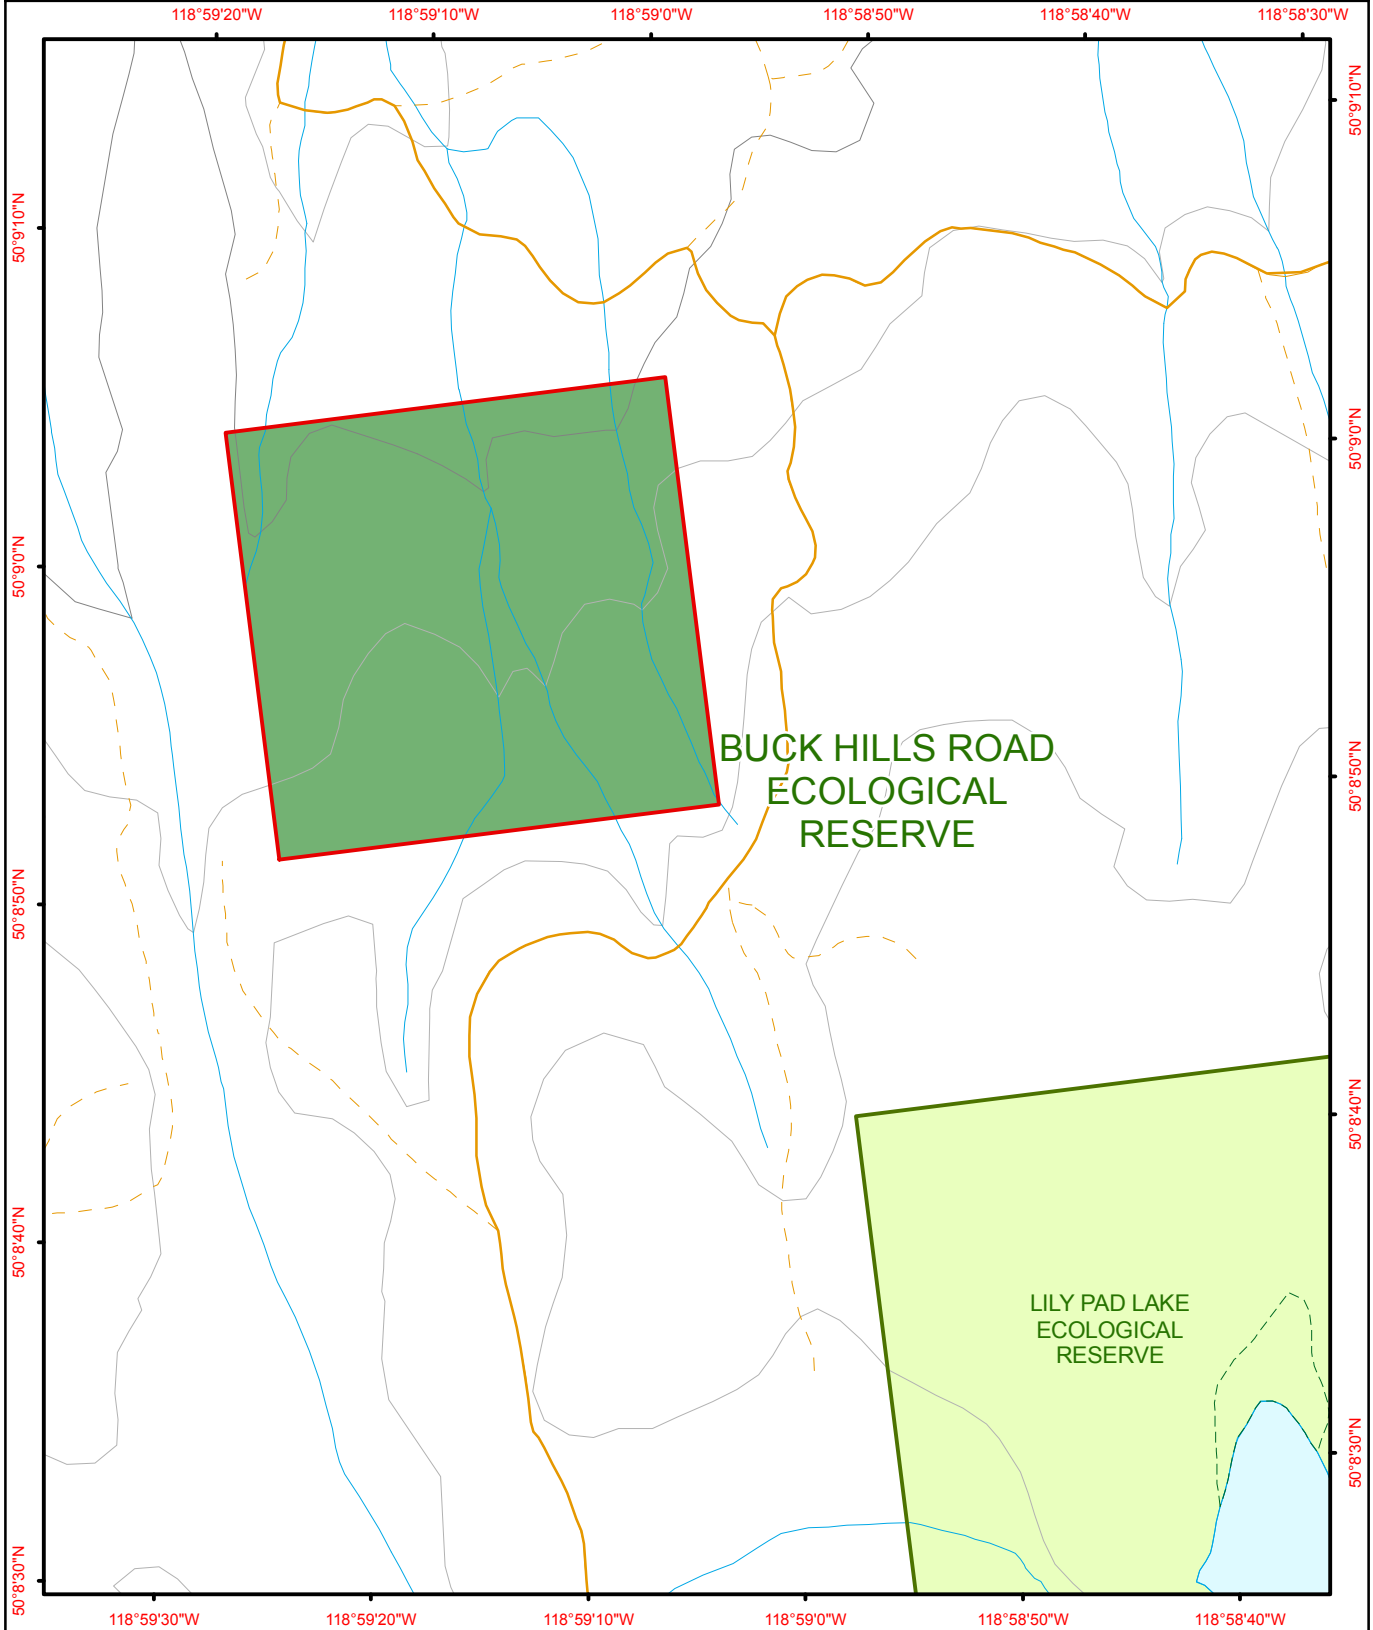 118°59'20"W 118°59'10"W 118°59'0"W 118°58'50"W 118°58'40"W 118°58'30"W
50°9'10"N
50°9'10"N
50°9'0"N
50°9'0"N
50°8'50"N
BUCK HILLS ROAD
ECOLOGICAL
RESERVE
50°8'50"N
50°8'40"N
50°8'40"N
LILY PAD LAKE
ECOLOGICAL
RESERVE
50°8'30"N
50°8'30"N
118°59'30"W 118°59'20"W 118°59'10"W 118°59'0"W 118°58'50"W 118°58'40"W